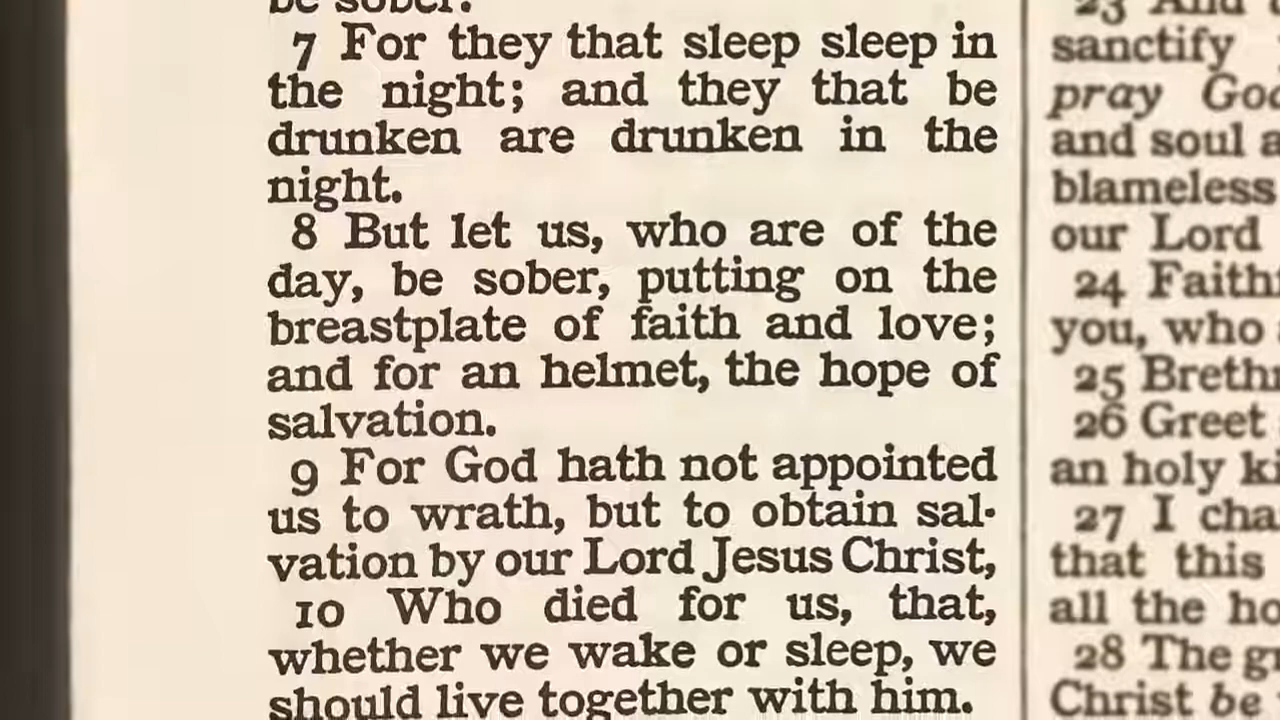 be sober.
7 For they that sleep sleep in
the night; and they that be
drunken are drunken in the
night.
8 But let us, who are of the
day, be sober, putting on the
breastplate of faith and love;
and for an helmet, the hope of
salvation.
9 For God hath not appointed
us to wrath, but to obtain sal-
vation by our Lord Jesus Christ,
10 Who died for us, that,
whether we wake or sleep, we
should live together with him.
23 And
sanctify
pray God
and soul
blameless
our Lord
24
you, who
25
26 Greet
an holy
27 I
that this
all the
28 The
Christ be